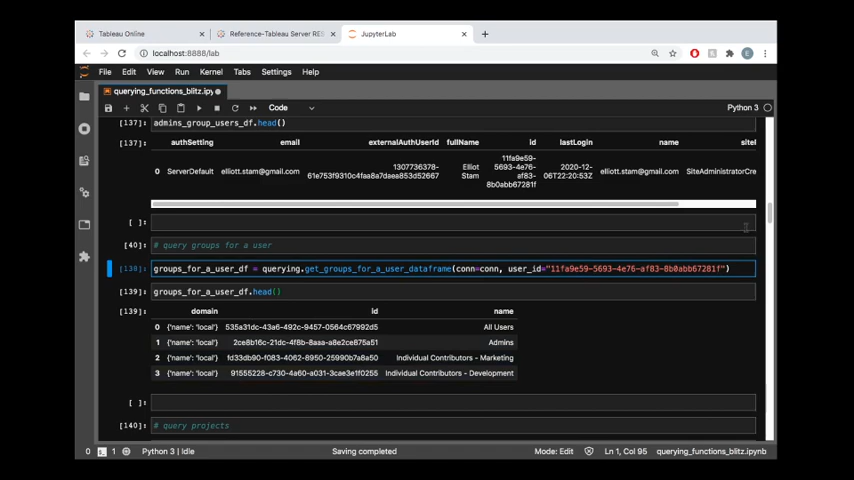 Tableau Online × Reference-Tableau Server RES × JupyterLab × +
localhost:8888/lab
File Edit View Run Kernel Tabs Settings Help
querying_functions_blitz.ipy
Code Python 3
admins_group_users_df.head()
[137]: authSetting email externalAuthUserId fullName id lastLogin name siteI
0 ServerDefault elliott.stam@gmail.com 1307736378-
61e753f9310c4faa8a7daea853d52667 Elliot
Stam 11fa9e59-
5693-4e76-
af83-
8b0abb67281f 2020-12-
06T22:20:53Z elliott.stam@gmail.com SiteAdministratorCre
[ ]:
[40]: # query groups for a user
[138]: groups_for_a_user_df = querying.get_groups_for_a_user_dataframe(conn=conn, user_id="11fa9e59-5693-4e76-af83-8b0abb67281f")
[139]: groups_for_a_user_df.head()
[139]: domain id name
0 {'name': 'local'} 535a31dc-43a6-492c-9457-0564c67992d5 All Users
1 {'name': 'local'} 2ce8b16c-21dc-4f8b-8aaa-a8e2ce875a51 Admins
2 {'name': 'local'} fd33db90-f083-4062-8950-25990b7a8a50 Individual Contributors - Marketing
3 {'name': 'local'} 91555228-c730-4a60-a031-3cae3e1f0255 Individual Contributors - Development
[ ]:
[140]: # query projects
0 1 Python 3 | Idle Saving completed Mode: Edit Ln 1, Col 95 querying_functions_blitz.ipynb